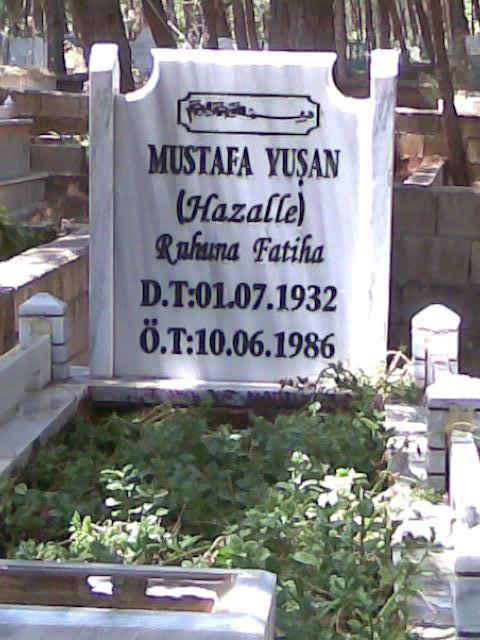 MUSTAFA YUŞAN
(Hazalle)
Ruhuna Fatiha
D.T:01.07.1932
Ö.T:10.06.1986